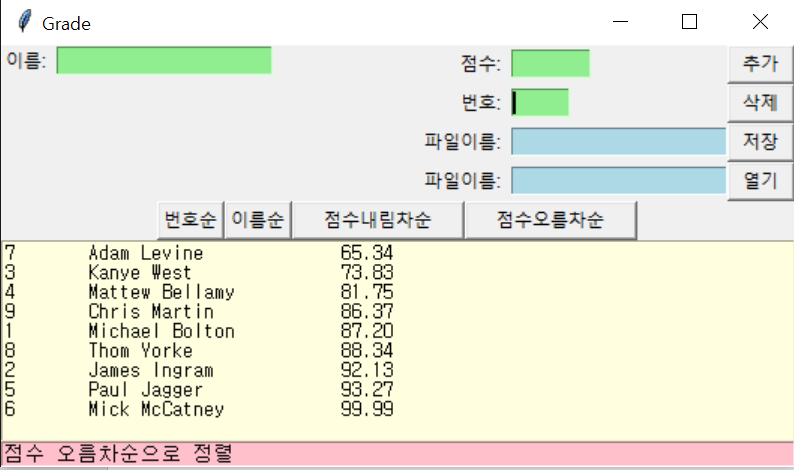 Grade
이름: 점수: 추가
번호: 삭제
파일이름: 저장
파일이름: 열기
번호순 이름순 점수내림차순 점수오름차순
7 Adam Levine 65.34
3 Kanye West 73.83
4 Mattew Bellamy 81.75
9 Chris Martin 86.37
1 Michael Bolton 87.20
8 Thom Yorke 88.34
2 James Ingram 92.13
5 Paul Jagger 93.27
6 Mick McCatney 99.99
점수 오름차순으로 정렬